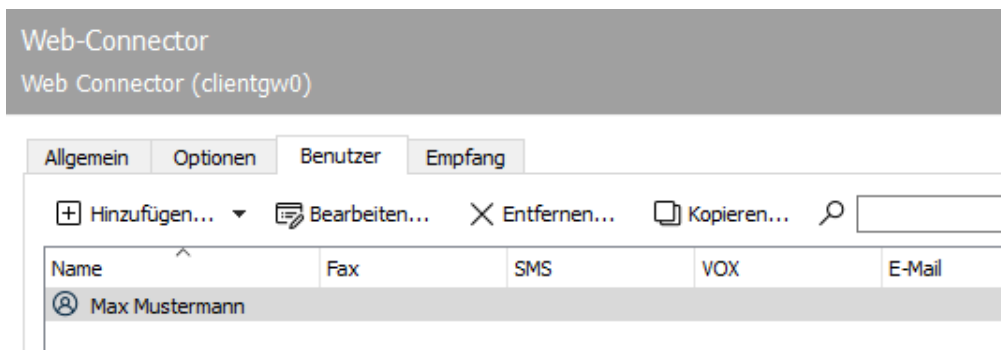 Web-Connector
Web Connector (clientgw0)
Allgemein Optionen Benutzer Empfang
Hinzufügen... Bearbeiten... Entfernen... Kopieren...
Name Fax SMS VOX E-Mail
Max Mustermann